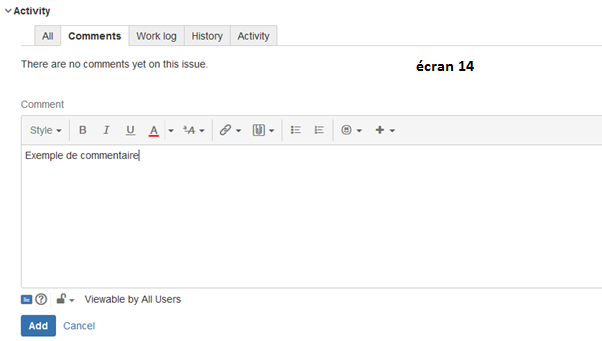 Activity
All Comments Work log History Activity
There are no comments yet on this issue.
écran 14
Comment
Style B I U A A
Exemple de commentaire
Viewable by All Users
Add Cancel